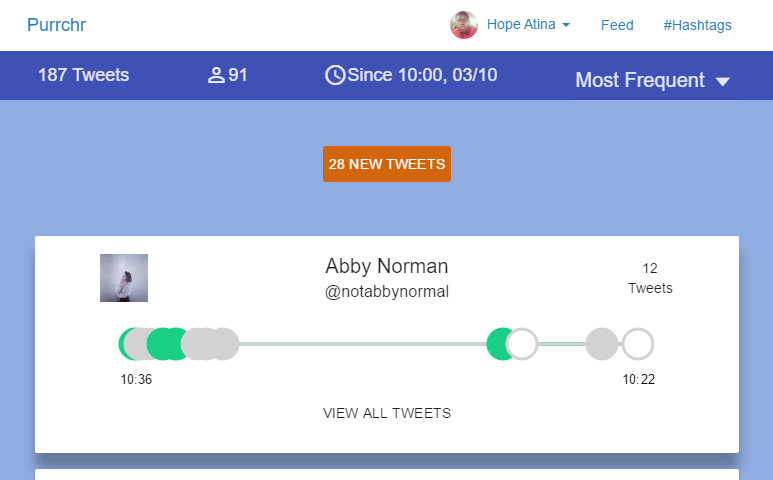 Purrchr
Hope Atina
Feed
#Hashtags
187 Tweets
91
Since 10:00, 03/10
Most Frequent
28 NEW TWEETS
Abby Norman
@notabbynormal
12
Tweets
10:36
10:22
VIEW ALL TWEETS